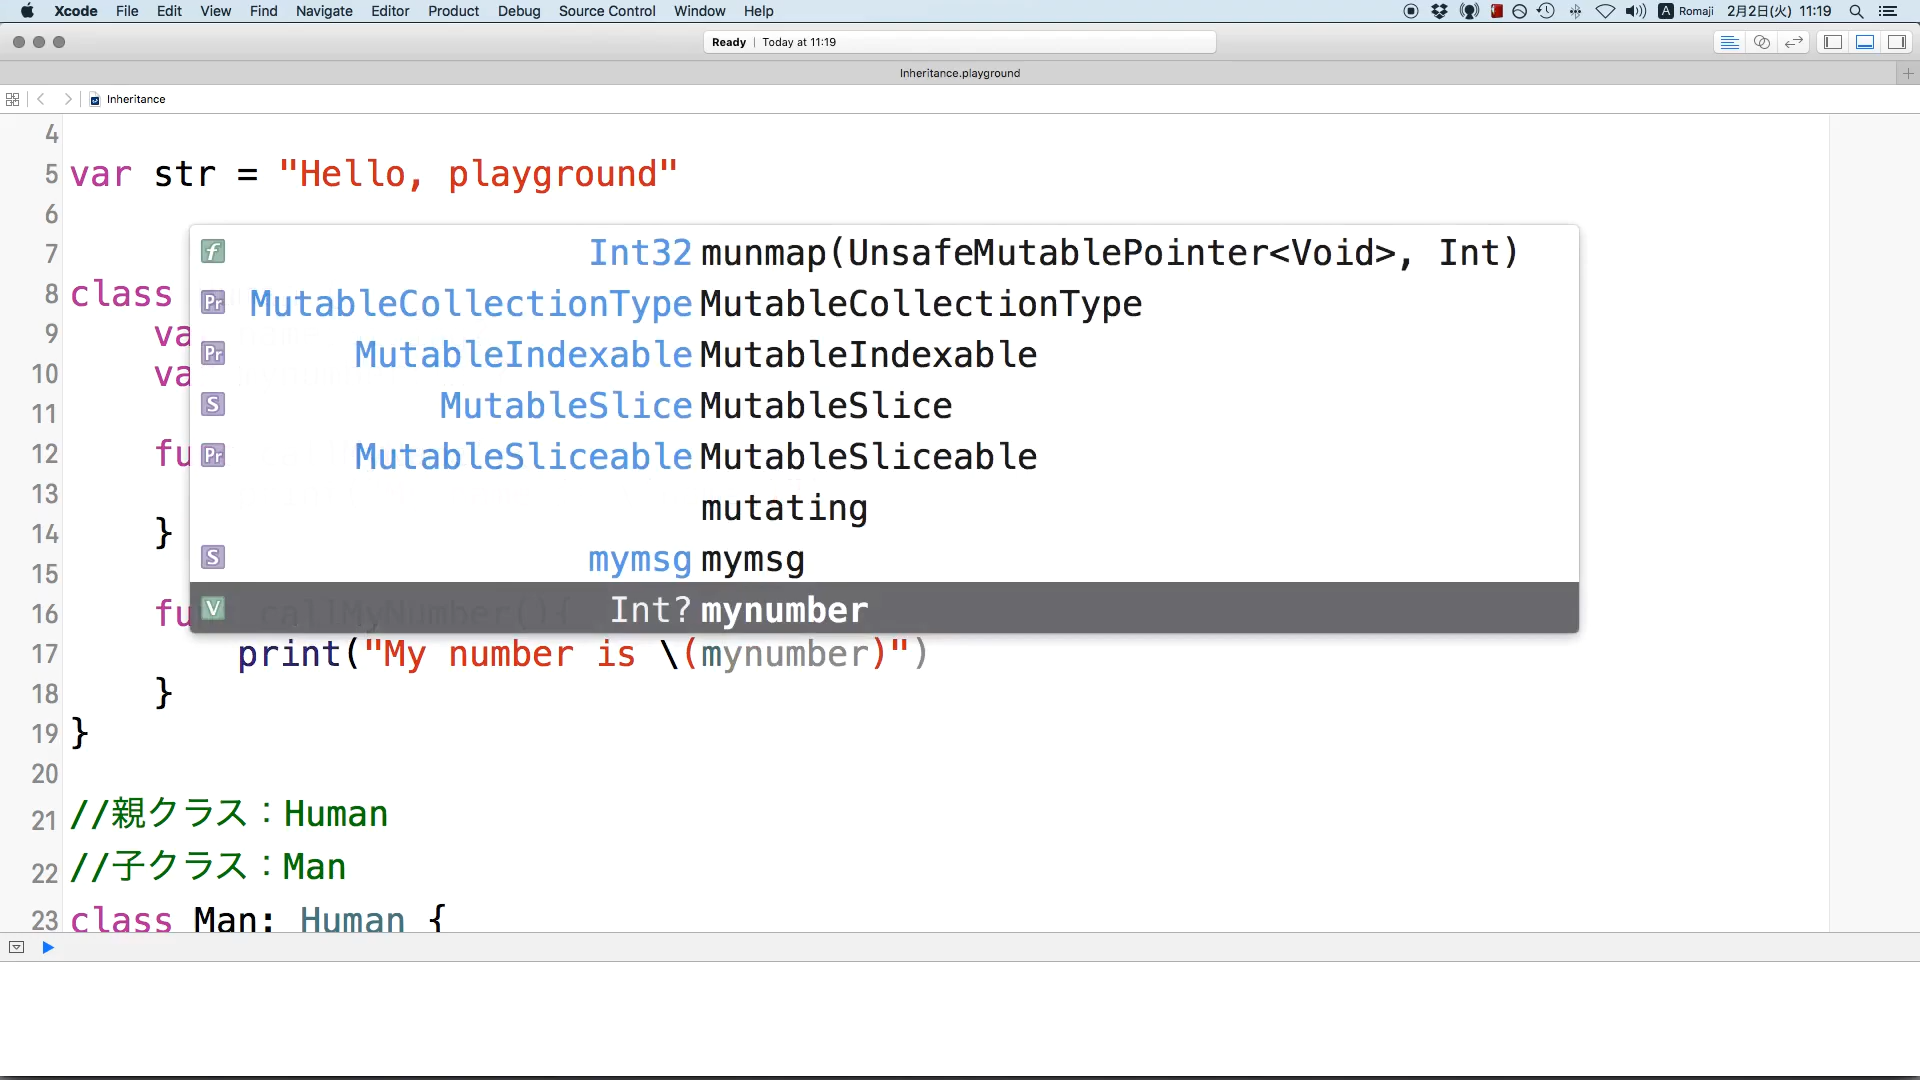 Xcode File Edit View Find Navigate Editor Product Debug Source Control Window Help A Romaji 2月2日(火) 11:19
Ready | Today at 11:19
Inheritance.playground
Inheritance
4
5 var str = "Hello, playground"
6
7 f Int32 munmap(UnsafeMutablePointer<Void>, Int)
8 class Pr MutableCollectionType MutableCollectionType
9 va Pr MutableIndexable MutableIndexable
10 va
11 S MutableSlice MutableSlice
12 fu Pr MutableSliceable MutableSliceable
13 mutating
14 }
15 S mymsg mymsg
16 fu V callMyNumber(){ Int? mynumber
17 print("My number is \(mynumber)")
18 }
19 }
20
21 //親クラス：Human
22 //子クラス：Man
23 class Man: Human {